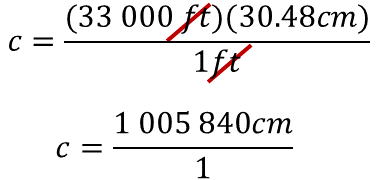 c = (33 000 ft)(30.48cm) / 1ft
c = 1 005 840cm / 1